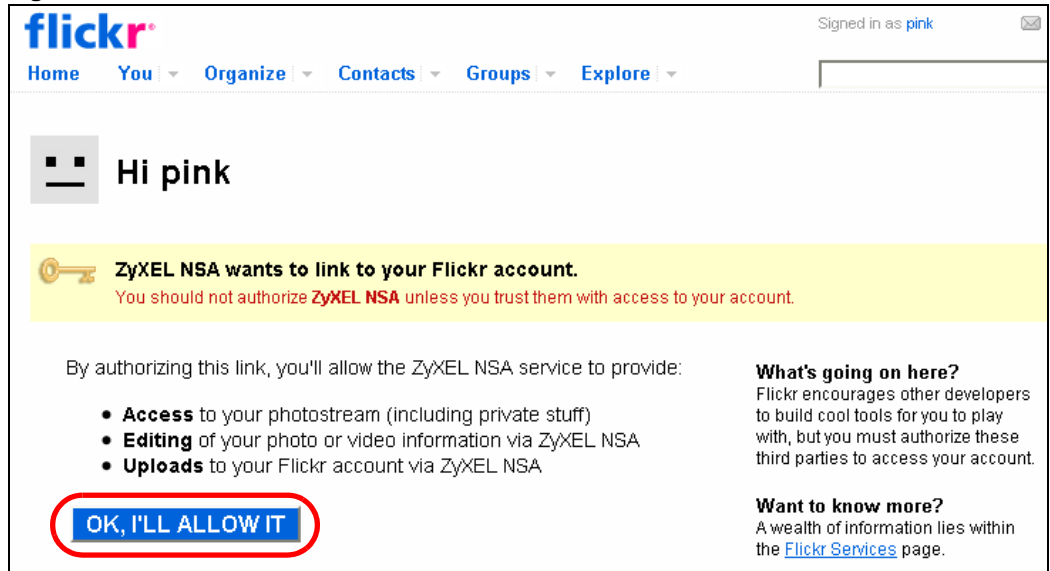 flickr
Signed in as pink
Home You Organize Contacts Groups Explore
Hi pink
ZyXEL NSA wants to link to your Flickr account.
You should not authorize ZyXEL NSA unless you trust them with access to your account.
By authorizing this link, you'll allow the ZyXEL NSA service to provide:
• Access to your photostream (including private stuff)
• Editing of your photo or video information via ZyXEL NSA
• Uploads to your Flickr account via ZyXEL NSA
OK, I'LL ALLOW IT
What's going on here?
Flickr encourages other developers
to build cool tools for you to play
with, but you must authorize these
third parties to access your account.
Want to know more?
A wealth of information lies within
the Flickr Services page.